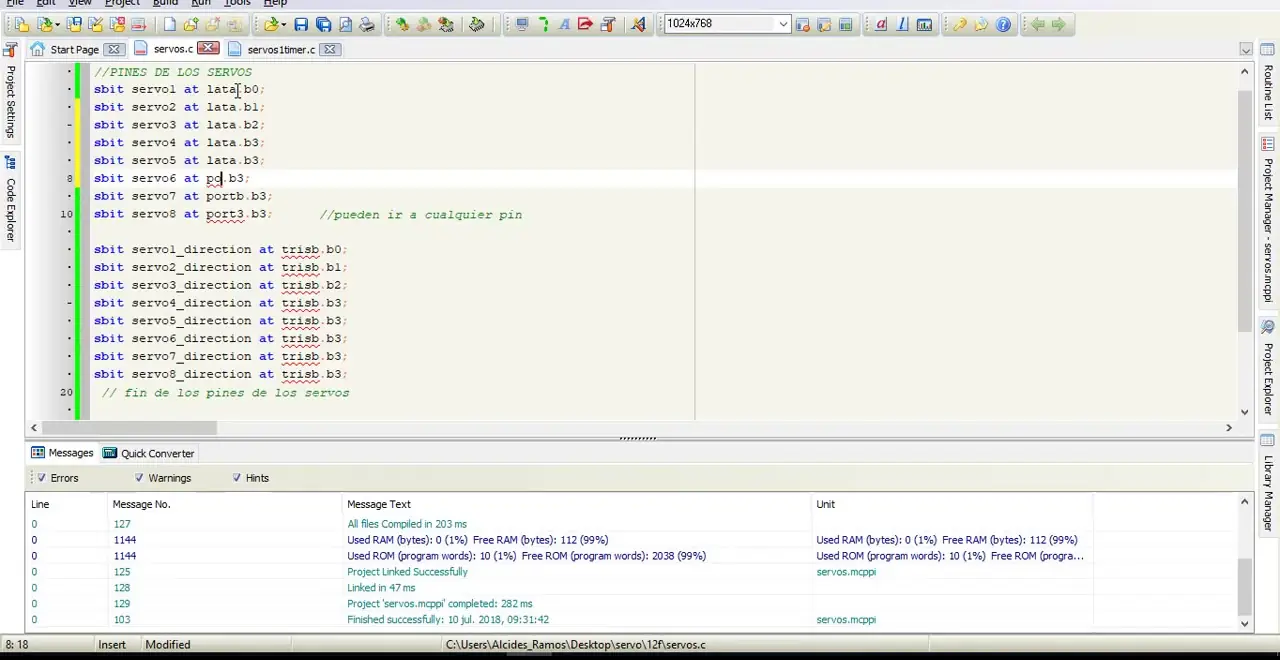 File Edit View Project Build Run Tools Help
1024x768
Start Page servos.c servos1timer.c
//PINES DE LOS SERVOS
sbit servo1 at lata.b0;
sbit servo2 at lata.b1;
sbit servo3 at lata.b2;
sbit servo4 at lata.b3;
sbit servo5 at lata.b3;
8 sbit servo6 at po.b3;
sbit servo7 at portb.b3;
10 sbit servo8 at port3.b3; //pueden ir a cualquier pin
sbit servo1_direction at trisb.b0;
sbit servo2_direction at trisb.b1;
sbit servo3_direction at trisb.b2;
sbit servo4_direction at trisb.b3;
sbit servo5_direction at trisb.b3;
sbit servo6_direction at trisb.b3;
sbit servo7_direction at trisb.b3;
sbit servo8_direction at trisb.b3;
20 // fin de los pines de los servos
Project Settings
Code Explorer
Routine List
Project Manager - servos.mcppi
Project Explorer
Library Manager
Messages Quick Converter
Errors Warnings Hints
Line Message No. Message Text Unit
0 127 All files Compiled in 203 ms
0 1144 Used RAM (bytes): 0 (1%) Free RAM (bytes): 112 (99%) Used RAM (bytes): 0 (1%) Free RAM (bytes): 112 (99%)
0 1144 Used ROM (program words): 10 (1%) Free ROM (program words): 2038 (99%) Used ROM (program words): 10 (1%) Free ROM (progra...
0 125 Project Linked Successfully servos.mcppi
0 128 Linked in 47 ms
0 129 Project 'servos.mcppi' completed: 282 ms
0 103 Finished successfully: 10 jul. 2018, 09:31:42 servos.mcppi
8: 18 Insert Modified C:\Users\Alcides_Ramos\Desktop\servo\12f\servos.c